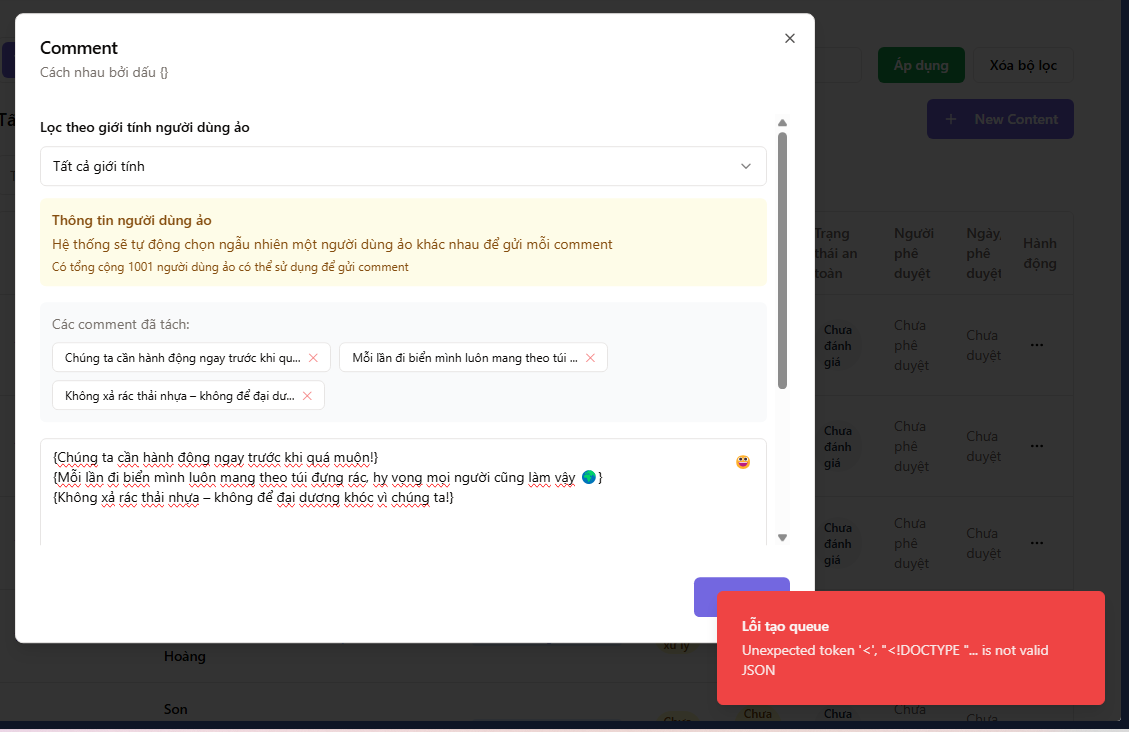 Comment
Cách nhau bởi dấu {}
Áp dụng
Xóa bộ lọc
+ New Content
Lọc theo giới tính người dùng ảo
Tất cả giới tính
Thông tin người dùng ảo
Hệ thống sẽ tự động chọn ngẫu nhiên một người dùng ảo khác nhau để gửi mỗi comment
Có tổng cộng 1001 người dùng ảo có thể sử dụng để gửi comment
Các comment đã tách:
Chúng ta cần hành động ngay trước khi qu...
Mỗi lần đi biển mình luôn mang theo túi ...
Không xả rác thải nhựa – không để đại dư...
{Chúng ta cần hành động ngay trước khi quá muộn!}
{Mỗi lần đi biển mình luôn mang theo túi đựng rác, hy vọng mọi người cũng làm vậy 🌍}
{Không xả rác thải nhựa – không để đại dương khóc vì chúng ta!}
Trạng thái an toàn
Người phê duyệt
Ngày phê duyệt
Hành động
Chưa đánh giá
Chưa phê duyệt
Chưa duyệt
...
Chưa đánh giá
Chưa phê duyệt
Chưa duyệt
...
Chưa đánh giá
Chưa phê duyệt
Chưa duyệt
...
Hoàng
xử lý
Son
Chưa
Chưa
Chưa
Chưa
Chưa
Lỗi tạo queue
Unexpected token '<', "<!DOCTYPE "... is not valid
JSON